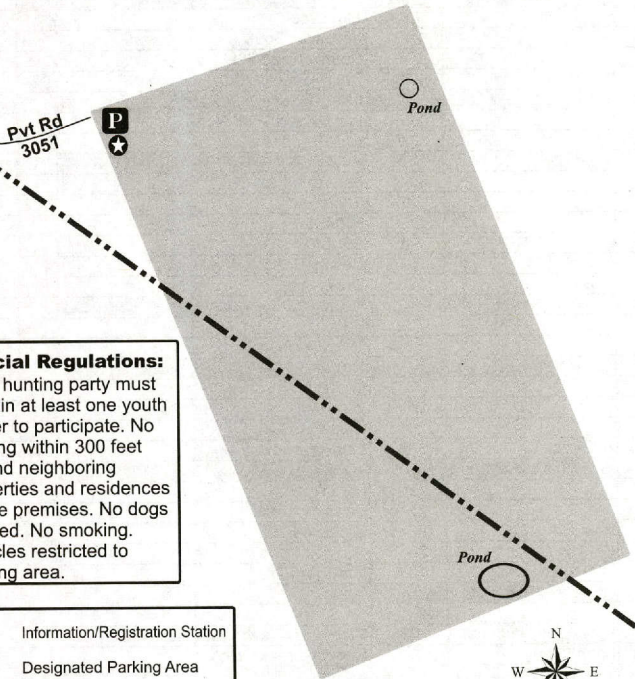 Pond
Pvt Rd
3051
P
cial Regulations:
hunting party must
in at least one youth
er to participate. No
ng within 300 feet
nd neighboring
erties and residences
e premises. No dogs
ed. No smoking.
cles restricted to
ng area.
Pond
Information/Registration Station
Designated Parking Area
N
W E